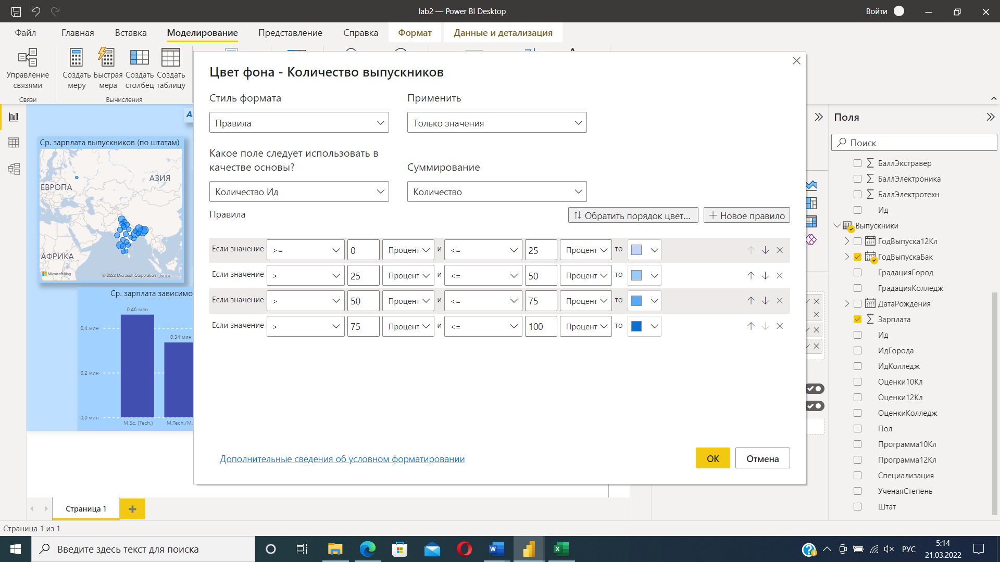 lab2 — Power BI Desktop
Войти
Файл
Главная
Вставка
Моделирование
Представление
Справка
Формат
Данные и детализация
Управление связями
Создать меру
Быстрая мера
Создать столбец
Создать таблицу
Связи
Вычисления
Ср. зарплата выпускников (по штатам)
ЕВРОПА
АЗИЯ
АФРИКА
Microsoft Bing
© 2022 Microsoft Corporation Terms
Ср. зарплата зависимо
0,46 млн
0,4 млн
0,34 млн
0,2 млн
0,0 млн
M.Sc. (Tech.)
M.Tech./M.
Цвет фона - Количество выпускников
Стиль формата
Применить
Правила
Только значения
Какое поле следует использовать в
качестве основы?
Суммирование
Количество Ид
Количество
Правила
Обратить порядок цвет...
Новое правило
Если значение >= 0 Процент и <= 25 Процент то
Если значение > 25 Процент и <= 50 Процент то
Если значение > 50 Процент и <= 75 Процент то
Если значение > 75 Процент и <= 100 Процент то
Дополнительные сведения об условном форматировании
ОК
Отмена
Поля
Поиск
БаллЭкстравер
БаллЭлектроника
БаллЭлектротехн
Ид
Выпускники
ГодВыпуска12Кл
ГодВыпускаБак
ГрадацияГород
ГрадацияКолледж
ДатаРождения
Зарплата
Ид
ИдГорода
ИдКолледж
Оценки10Кл
Оценки12Кл
ОценкиКолледж
Пол
Программа10Кл
Программа12Кл
Специализация
УченаяСтепень
Штат
Страница 1
Страница 1 из 1
Введите здесь текст для поиска
РУС
5:14
21.03.2022